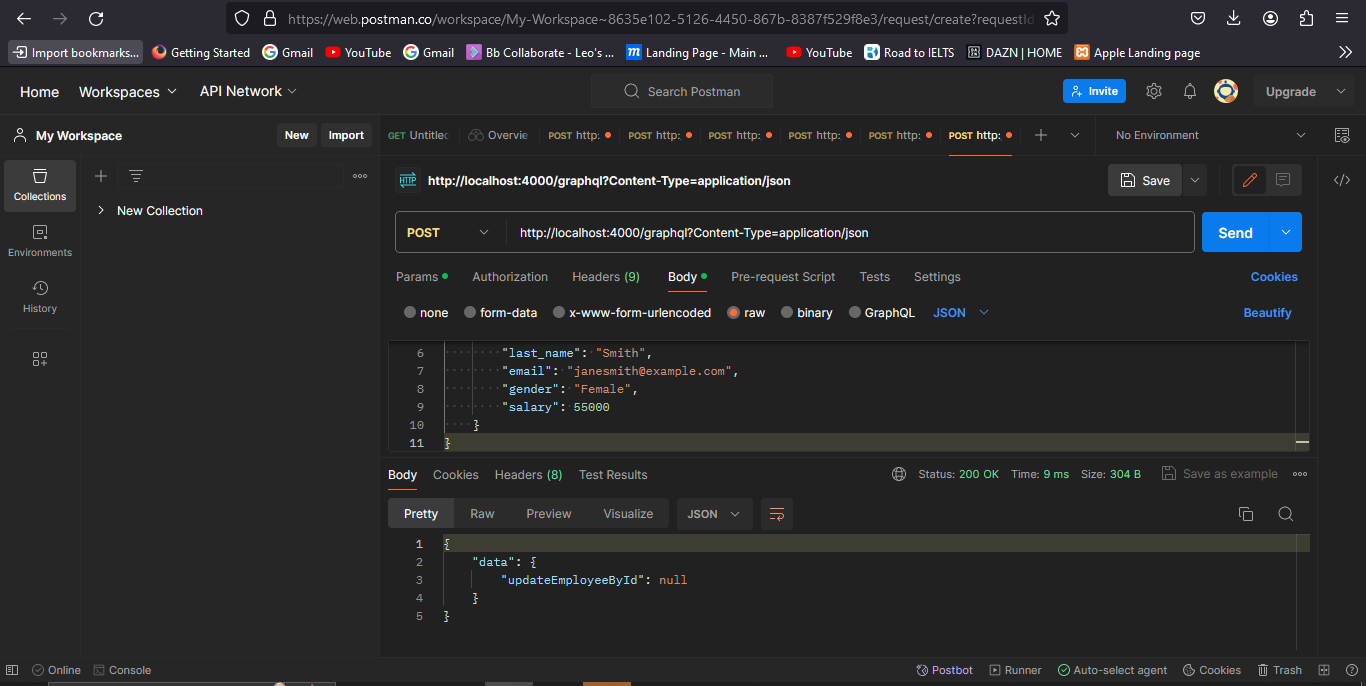 https://web.postman.co/workspace/My-Workspace~8635e102-5126-4450-867b-8387f529f8e3/request/create?requestId
Import bookmarks... Getting Started Gmail YouTube Gmail Bb Collaborate - Leo's ... Landing Page - Main ... YouTube Road to IELTS DAZN | HOME Apple Landing page
Home Workspaces API Network Search Postman Invite Upgrade
My Workspace New Import GET Untitlec Overvie POST http: POST http: POST http: POST http: POST http: POST http: No Environment
Collections
Environments
History
New Collection
HTTP http://localhost:4000/graphql?Content-Type=application/json Save
POST http://localhost:4000/graphql?Content-Type=application/json Send
Params Authorization Headers (9) Body Pre-request Script Tests Settings Cookies
none form-data x-www-form-urlencoded raw binary GraphQL JSON Beautify
6 "last_name": "Smith",
7 "email": "janesmith@example.com",
8 "gender": "Female",
9 "salary": 55000
10 }
11 }
Body Cookies Headers (8) Test Results Status: 200 OK Time: 9 ms Size: 304 B Save as example
Pretty Raw Preview Visualize JSON
1 {
2 "data": {
3 "updateEmployeeById": null
4 }
5 }
Online Console Postbot Runner Auto-select agent Cookies Trash